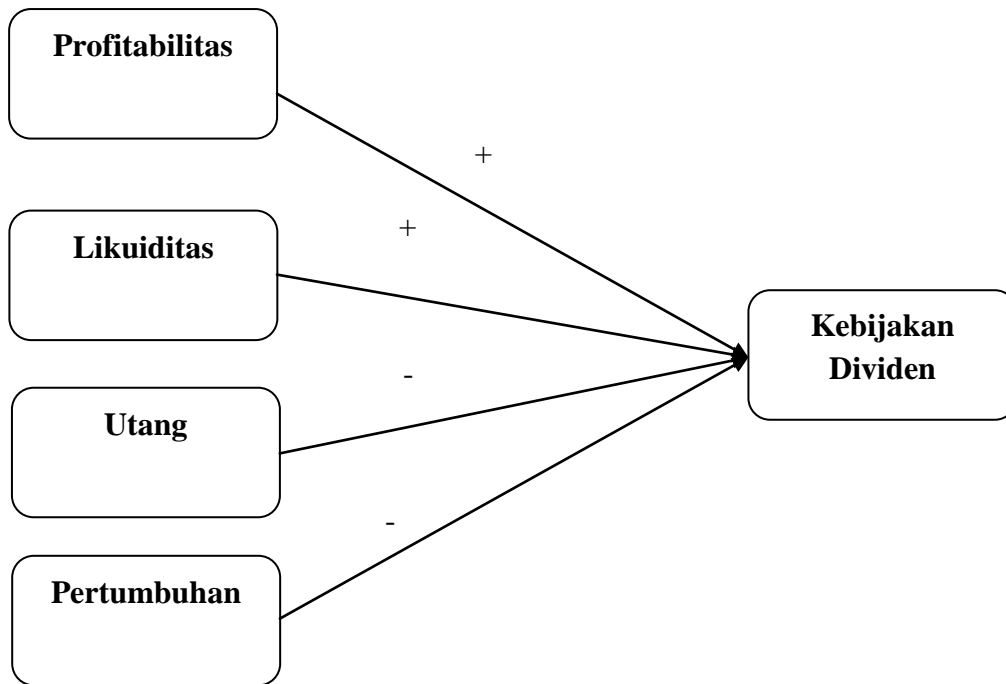 Profitabilitas
+
+
Likuiditas
Kebijakan
Dividen
-
Utang
-
Pertumbuhan